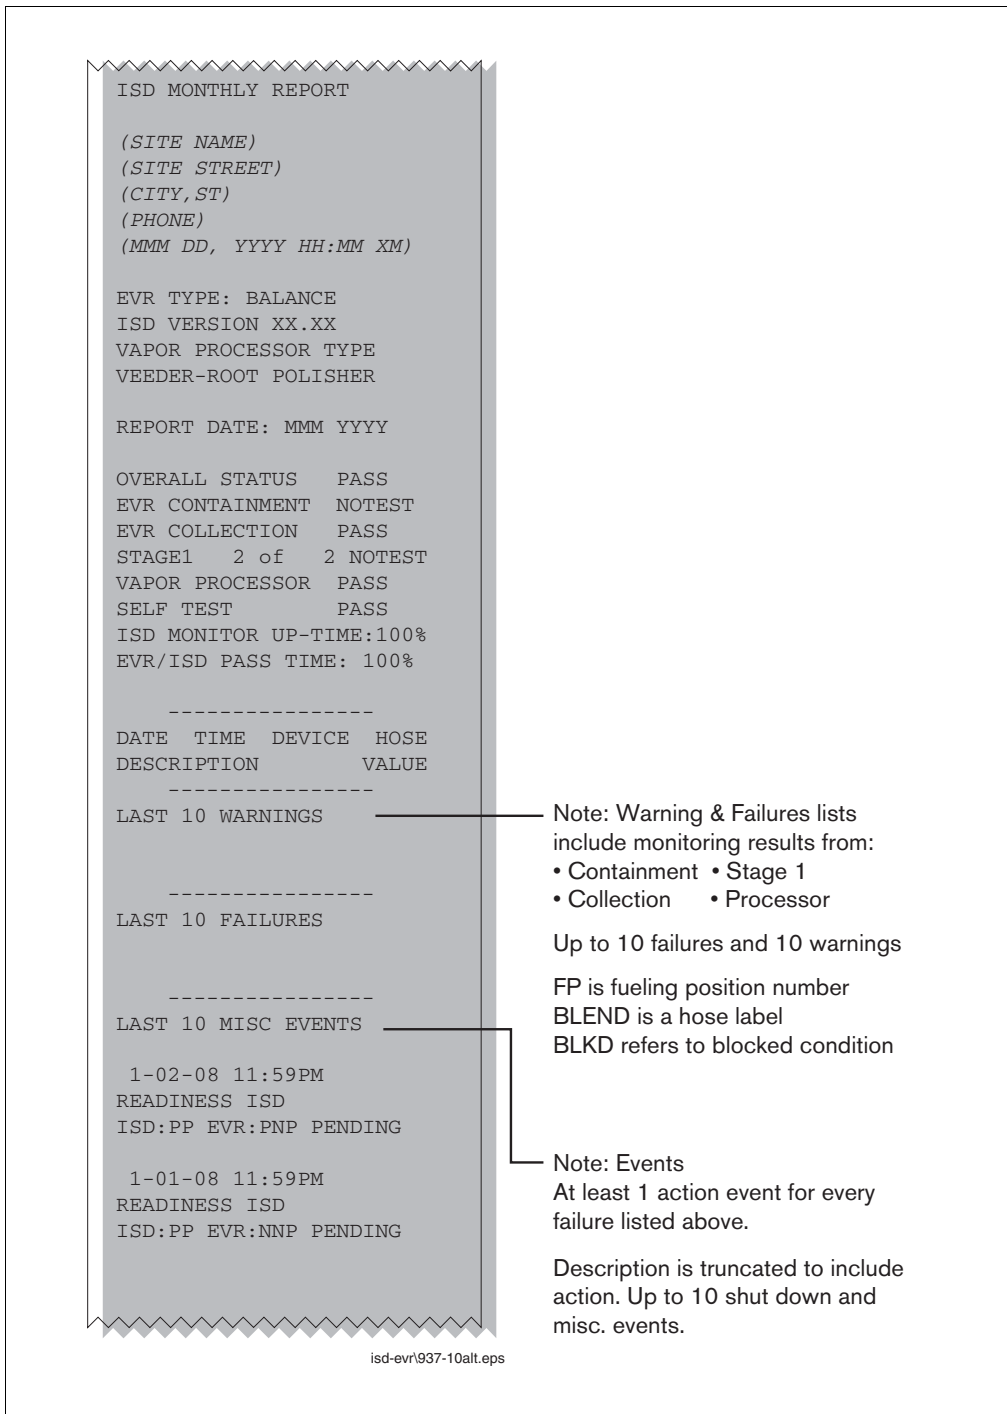 ISD MONTHLY REPORT
(SITE NAME)
(SITE STREET)
(CITY,ST)
(PHONE)
(MMM DD, YYYY HH:MM XM)
EVR TYPE: BALANCE
ISD VERSION XX.XX
VAPOR PROCESSOR TYPE
VEEDER-ROOT POLISHER
REPORT DATE: MMM YYYY
OVERALL STATUS PASS
EVR CONTAINMENT NOTEST
EVR COLLECTION PASS
STAGE1 2 of 2 NOTEST
VAPOR PROCESSOR PASS
SELF TEST PASS
ISD MONITOR UP-TIME:100%
EVR/ISD PASS TIME: 100%
----------------
DATE TIME DEVICE HOSE
DESCRIPTION VALUE
----------------
LAST 10 WARNINGS
----------------
LAST 10 FAILURES
----------------
LAST 10 MISC EVENTS
1-02-08 11:59PM
READINESS ISD
ISD:PP EVR:PNP PENDING
1-01-08 11:59PM
READINESS ISD
ISD:PP EVR:NNP PENDING
Note: Warning & Failures lists
include monitoring results from:
• Containment • Stage 1
• Collection • Processor
Up to 10 failures and 10 warnings
FP is fueling position number
BLEND is a hose label
BLKD refers to blocked condition
Note: Events
At least 1 action event for every
failure listed above.
Description is truncated to include
action. Up to 10 shut down and
misc. events.
isd-evr\937-10alt.eps